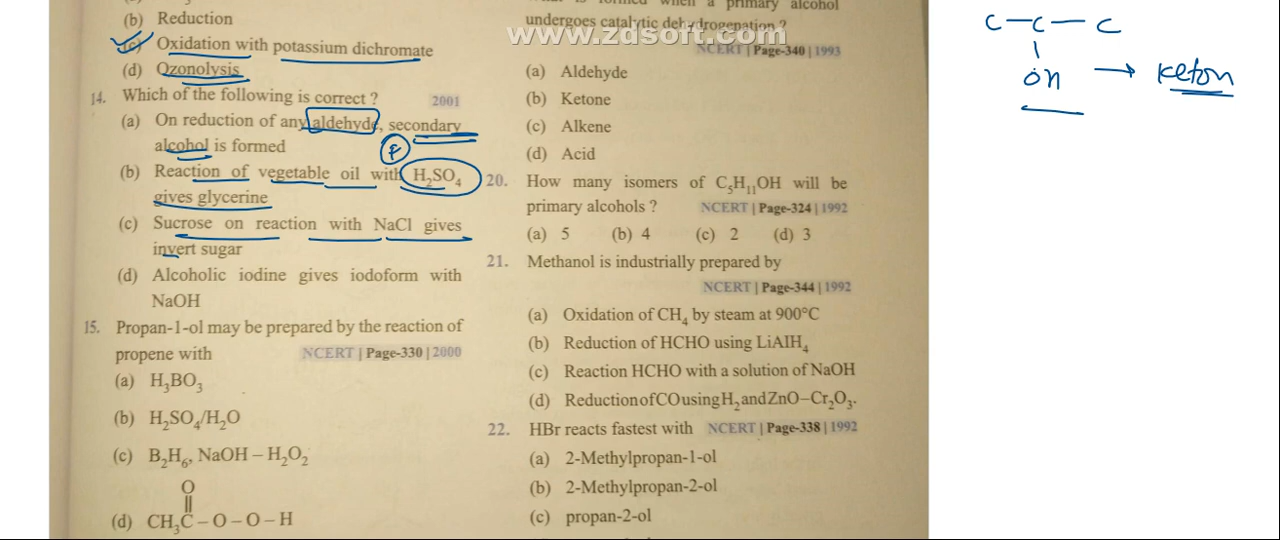 (b) Reduction
(c) Oxidation with potassium dichromate
(d) Ozonolysis
14. Which of the following is correct ? 2001
(a) On reduction of any aldehyde, secondary
alcohol is formed
(b) Reaction of vegetable oil with H₂SO₄
gives glycerine
(c) Sucrose on reaction with NaCl gives
invert sugar
(d) Alcoholic iodine gives iodoform with
NaOH
15. Propan-1-ol may be prepared by the reaction of
propene with NCERT | Page-330 | 2000
(a) H₃BO₃
(b) H₂SO₄/H₂O
(c) B₂H₆, NaOH – H₂O₂
O
||
(d) CH₃C – O – O – H
formed when a primary alcohol
undergoes catalytic dehydrogenation ?
www.zdsoft.com
NCERT | Page-340 | 1993
(a) Aldehyde
(b) Ketone
(c) Alkene
(d) Acid
20. How many isomers of C₅H₁₁OH will be
primary alcohols ? NCERT | Page-324 | 1992
(a) 5 (b) 4 (c) 2 (d) 3
21. Methanol is industrially prepared by
NCERT | Page-344 | 1992
(a) Oxidation of CH₄ by steam at 900°C
(b) Reduction of HCHO using LiAlH₄
(c) Reaction HCHO with a solution of NaOH
(d) Reduction of CO using H₂ and ZnO–Cr₂O₃.
22. HBr reacts fastest with NCERT | Page-338 | 1992
(a) 2-Methylpropan-1-ol
(b) 2-Methylpropan-2-ol
(c) propan-2-ol
C – C – C
|
OH → Keton